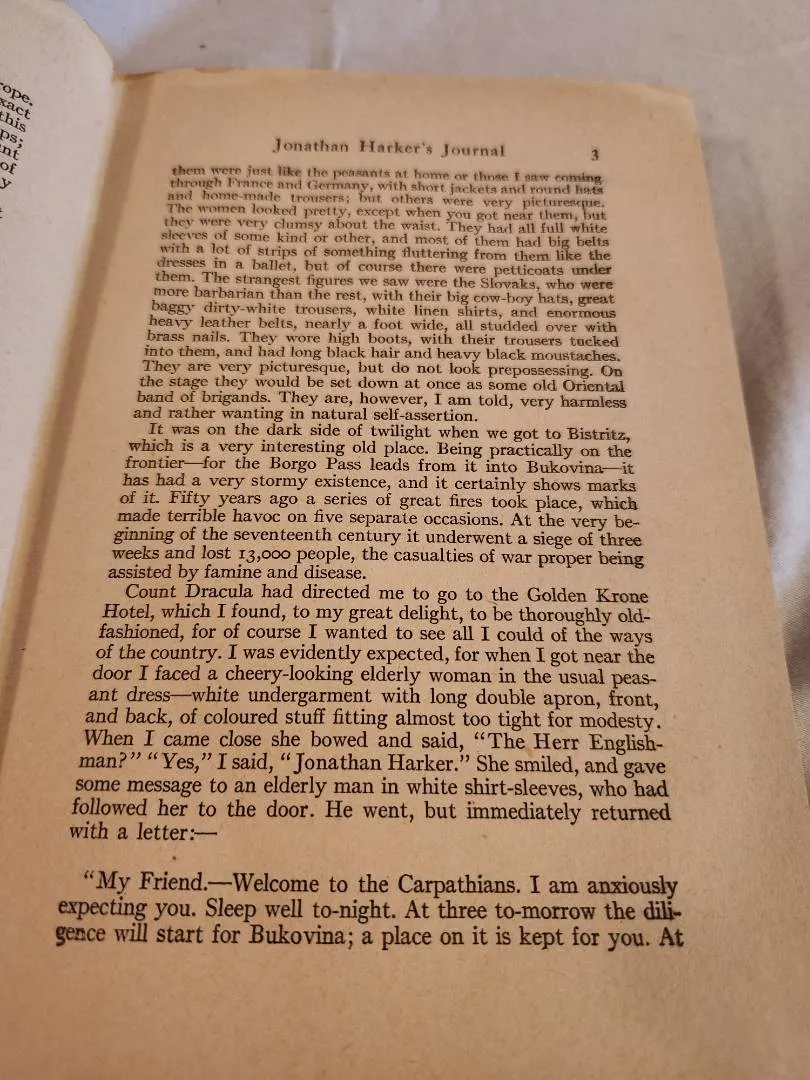 ope.
xact
this
ps;
nt
of
y
t
Jonathan Harker's Journal 3
them were just like the peasants at home or those I saw coming
through France and Germany, with short jackets and round hats
and home-made trousers; but others were very picturesque.
The women looked pretty, except when you got near them, but
they were very clumsy about the waist. They had all full white
sleeves of some kind or other, and most of them had big belts
with a lot of strips of something fluttering from them like the
dresses in a ballet, but of course there were petticoats under
them. The strangest figures we saw were the Slovaks, who were
more barbarian than the rest, with their big cow-boy hats, great
baggy dirty-white trousers, white linen shirts, and enormous
heavy leather belts, nearly a foot wide, all studded over with
brass nails. They wore high boots, with their trousers tucked
into them, and had long black hair and heavy black moustaches.
They are very picturesque, but do not look prepossessing. On
the stage they would be set down at once as some old Oriental
band of brigands. They are, however, I am told, very harmless
and rather wanting in natural self-assertion.
It was on the dark side of twilight when we got to Bistritz,
which is a very interesting old place. Being practically on the
frontier—for the Borgo Pass leads from it into Bukovina—it
has had a very stormy existence, and it certainly shows marks
of it. Fifty years ago a series of great fires took place, which
made terrible havoc on five separate occasions. At the very be-
ginning of the seventeenth century it underwent a siege of three
weeks and lost 13,000 people, the casualties of war proper being
assisted by famine and disease.
Count Dracula had directed me to go to the Golden Krone
Hotel, which I found, to my great delight, to be thoroughly old-
fashioned, for of course I wanted to see all I could of the ways
of the country. I was evidently expected, for when I got near the
door I faced a cheery-looking elderly woman in the usual peas-
ant dress—white undergarment with long double apron, front,
and back, of coloured stuff fitting almost too tight for modesty.
When I came close she bowed and said, "The Herr English-
man?" "Yes," I said, "Jonathan Harker." She smiled, and gave
some message to an elderly man in white shirt-sleeves, who had
followed her to the door. He went, but immediately returned
with a letter:—
"My Friend.—Welcome to the Carpathians. I am anxiously
expecting you. Sleep well to-night. At three to-morrow the dili-
gence will start for Bukovina; a place on it is kept for you. At